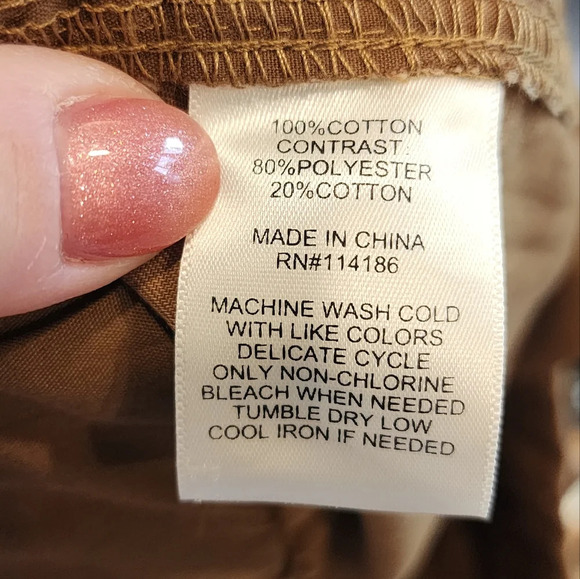 100%COTTON
CONTRAST:
80%POLYESTER
20%COTTON
MADE IN CHINA
RN#114186
MACHINE WASH COLD
WITH LIKE COLORS
DELICATE CYCLE
ONLY NON-CHLORINE
BLEACH WHEN NEEDED
TUMBLE DRY LOW
COOL IRON IF NEEDED